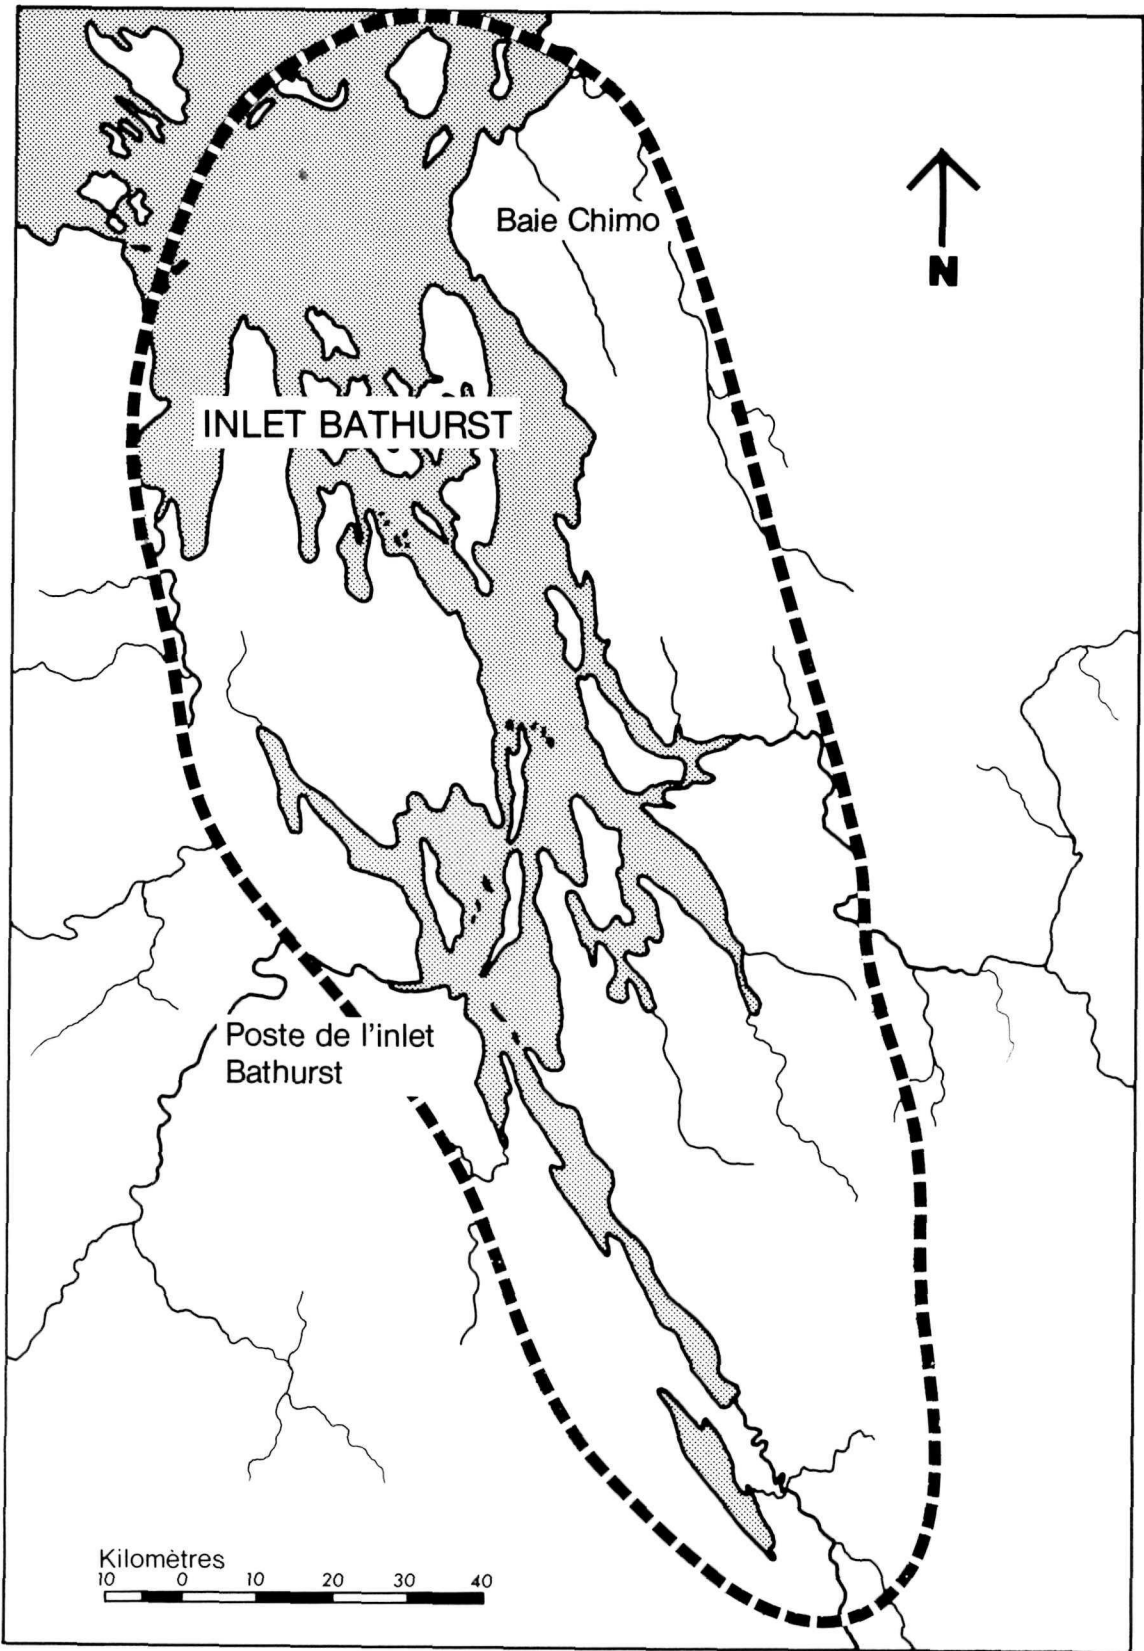 Baie Chimo
N
INLET BATHURST
Poste de l'inlet
Bathurst
Kilomètres
10 0 10 20 30 40